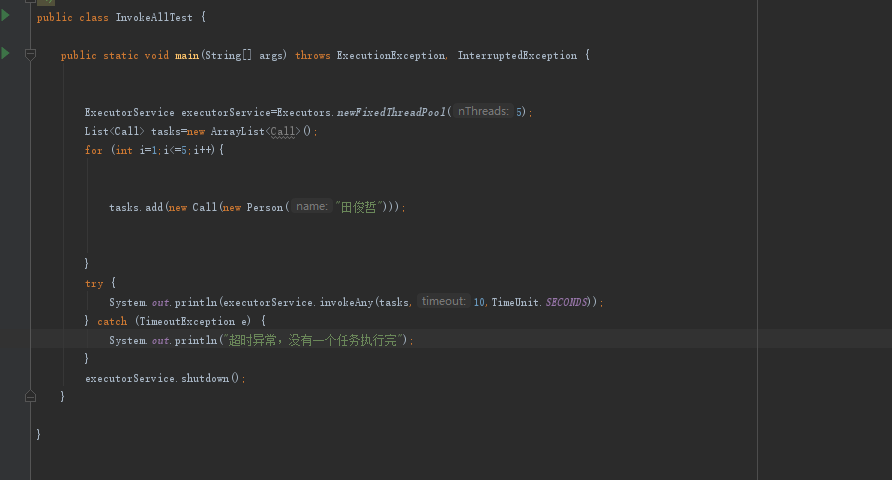 public class InvokeAllTest {
public static void main(String[] args) throws ExecutionException, InterruptedException {
ExecutorService executorService=Executors.newFixedThreadPool( nThreads: 5);
List<Call> tasks=new ArrayList<Call>();
for (int i=1;i<=5;i++){
tasks.add(new Call(new Person( name: "田俊哲")));
}
try {
System.out.println(executorService.invokeAny(tasks, timeout: 10,TimeUnit.SECONDS));
} catch (TimeoutException e) {
System.out.println("超时异常，没有一个任务执行完");
}
executorService.shutdown();
}
}